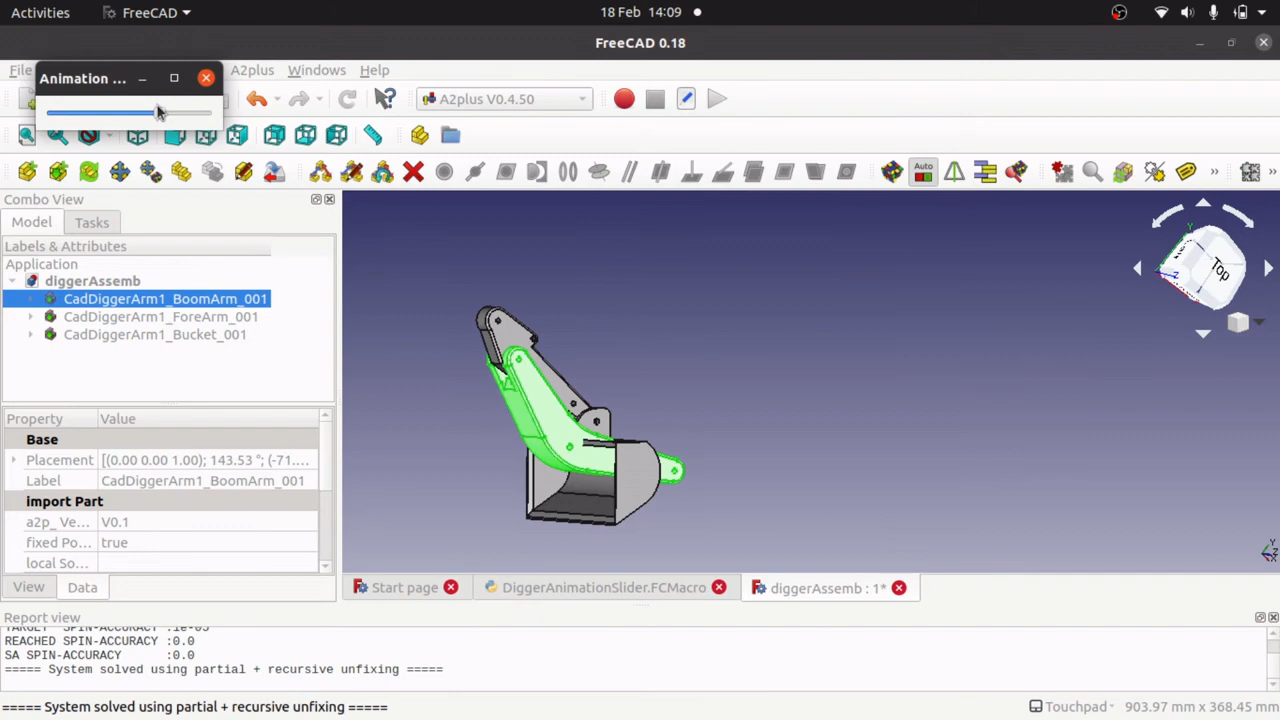 Activities
FreeCAD
18 Feb 14:09
FreeCAD 0.18
File
Animation ...
A2plus
Windows
Help
A2plus V0.4.50
Auto
Combo View
Model
Tasks
Labels & Attributes
Application
diggerAssemb
CadDiggerArm1_BoomArm_001
CadDiggerArm1_ForeArm_001
CadDiggerArm1_Bucket_001
Property
Value
Base
Placement
[(0.00 0.00 1.00); 143.53 °; (-71....
Label
CadDiggerArm1_BoomArm_001
import Part
a2p_ Ve...
V0.1
fixed Po...
true
local So...
View
Data
Top
Y
Z
Start page
DiggerAnimationSlider.FCMacro
diggerAssemb : 1*
Report view
REACHED SPIN-ACCURACY :0.0
SA SPIN-ACCURACY :0.0
===== System solved using partial + recursive unfixing =====
===== System solved using partial + recursive unfixing =====
Touchpad
903.97 mm x 368.45 mm